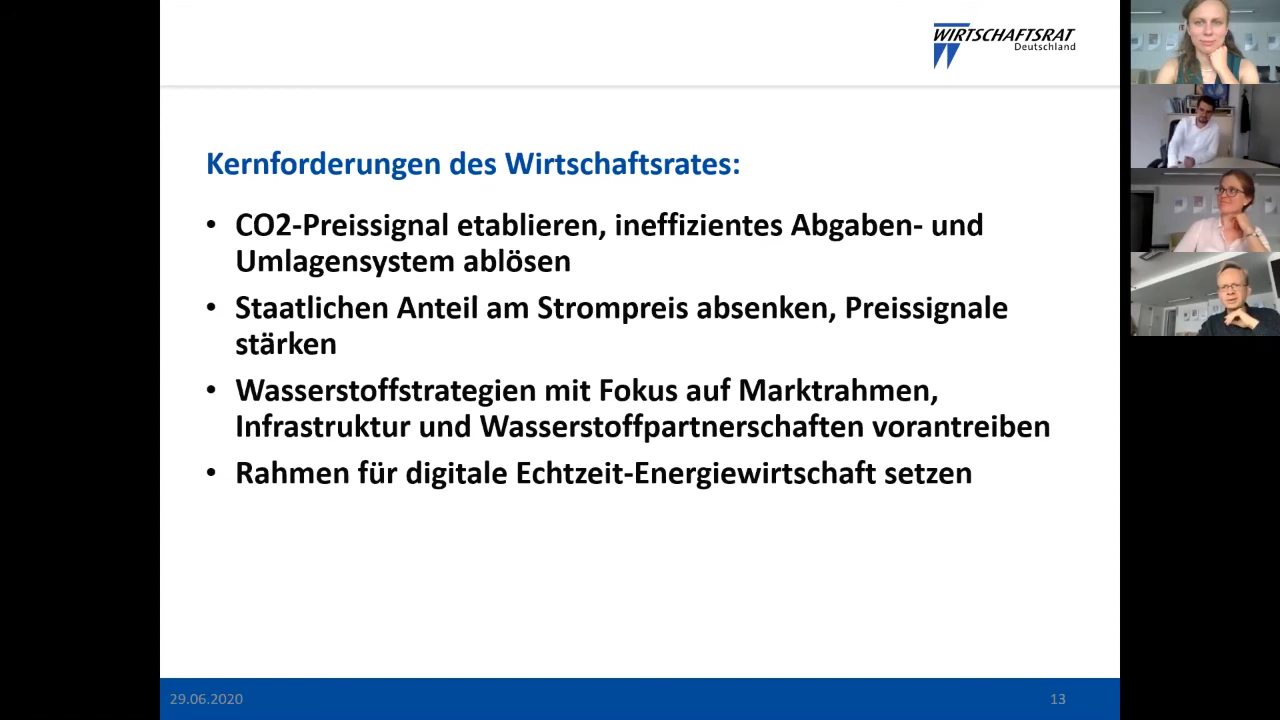 WIRTSCHAFTSRAT
Deutschland
Kernforderungen des Wirtschaftsrates:
• CO2-Preissignal etablieren, ineffizientes Abgaben- und
Umlagensystem ablösen
• Staatlichen Anteil am Strompreis absenken, Preissignale
stärken
• Wasserstoffstrategien mit Fokus auf Marktrahmen,
Infrastruktur und Wasserstoffpartnerschaften vorantreiben
• Rahmen für digitale Echtzeit-Energiewirtschaft setzen
29.06.2020
13